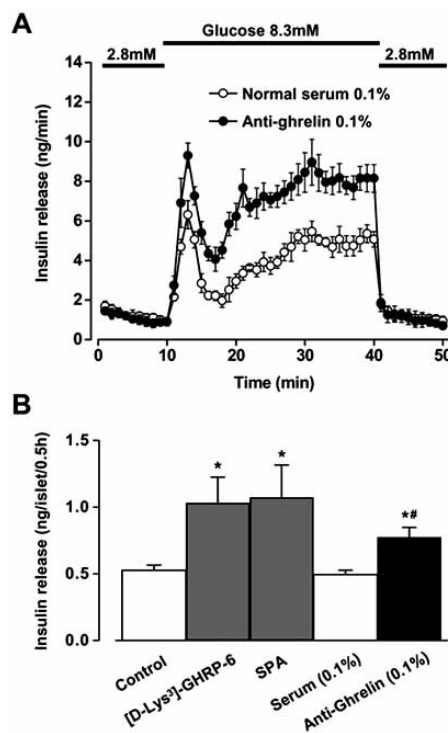 A
Glucose 8.3mM
2.8mM 2.8mM
Normal serum 0.1%
Anti-ghrelin 0.1%
Insulin release (ng/min)
14
12
10
8
6
4
2
0
0 10 20 30 40 50
Time (min)
B
Insulin release (ng/islet/0.5h)
1.5
1.0
0.5
0.0
* * *#
Control
[D-Lys³]-GHRP-6
SPA
Serum (0.1%)
Anti-Ghrelin (0.1%)